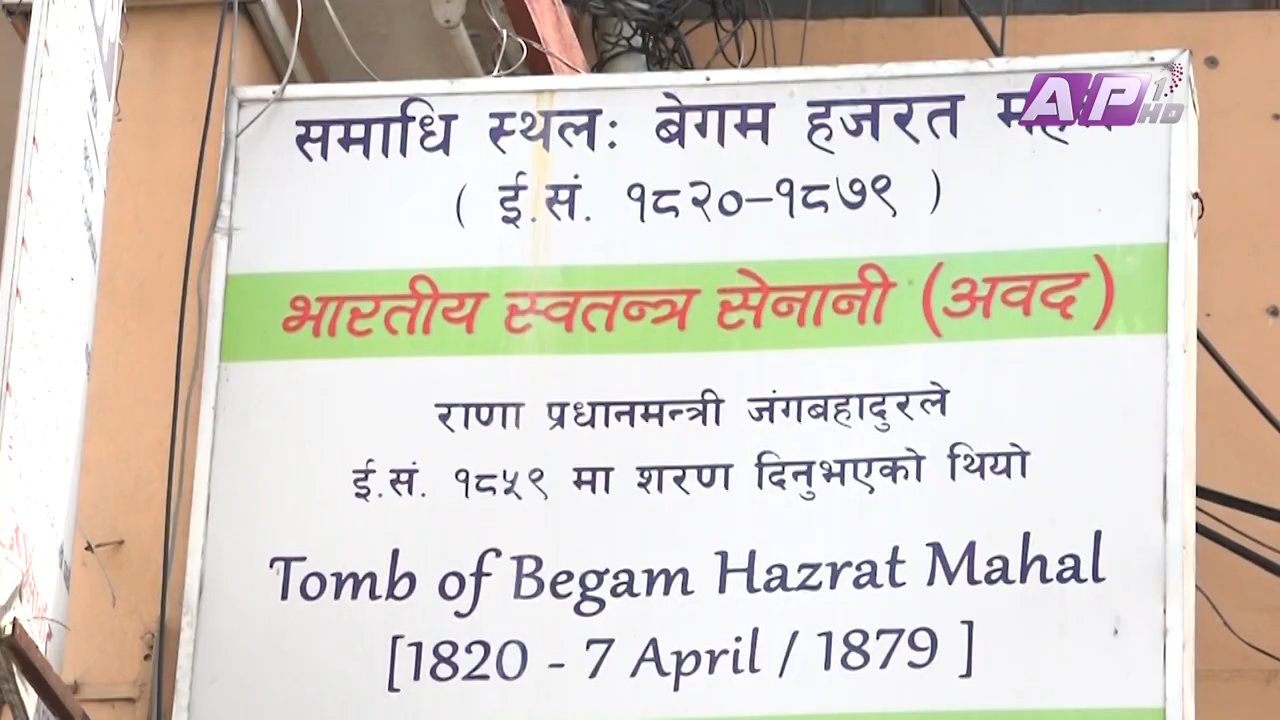 AP1 HD
समाधि स्थल: बेगम हजरत
( ई.सं. १८२०–१८७९ )
भारतीय स्वतन्त्र सेनानी (अवद)
राणा प्रधानमन्त्री जंगबहादुरले
ई.सं. १८५९ मा शरण दिनुभएको थियो
Tomb of Begam Hazrat Mahal
[1820 - 7 April / 1879 ]